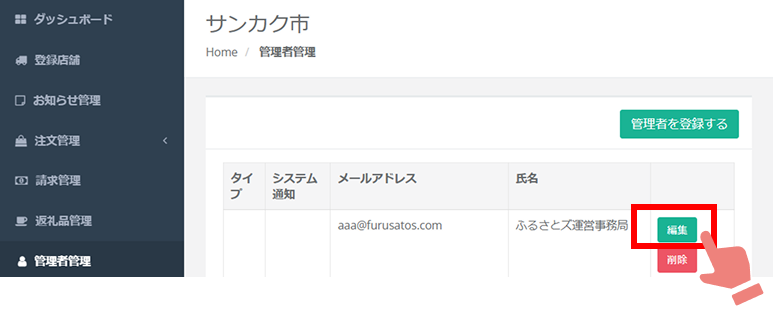 ダッシュボード
登録店舗
お知らせ管理
注文管理
請求管理
返礼品管理
管理者管理
サンカク市
Home / 管理者管理
管理者を登録する
タイプ システム通知 メールアドレス 氏名
aaa@furusatos.com ふるさとズ運営事務局 編集
削除